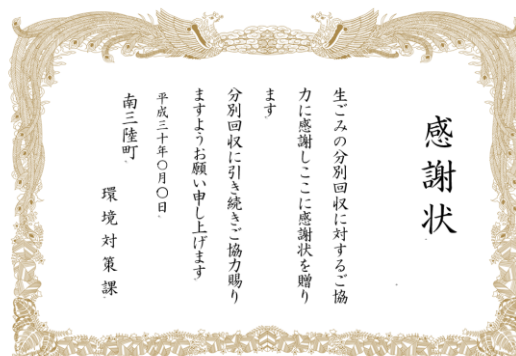 感謝状
生ごみの分別回収に対するご協
力に感謝しここに感謝状を贈り
ます
分別回収に引き続きご協力賜り
ますようお願い申し上げます
平成三十年〇月〇日
南三陸町
環境対策課